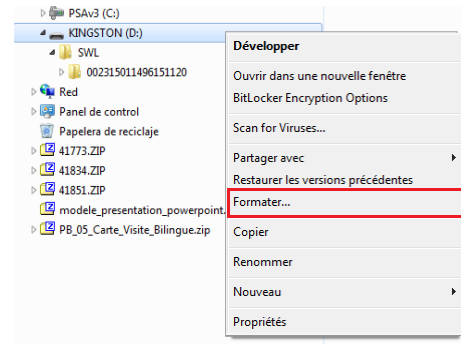 PSAv3 (C:)
KINGSTON (D:)
SWL
002315011496151120
Red
Panel de control
Papelera de reciclaje
41773.ZIP
41834.ZIP
41851.ZIP
modele_presentation_powerpoint.
PB_05_Carte_Visite_Bilingue.zip
Développer
Ouvrir dans une nouvelle fenêtre
BitLocker Encryption Options
Scan for Viruses...
Partager avec
Restaurer les versions précédentes
Formater...
Copier
Renommer
Nouveau
Propriétés